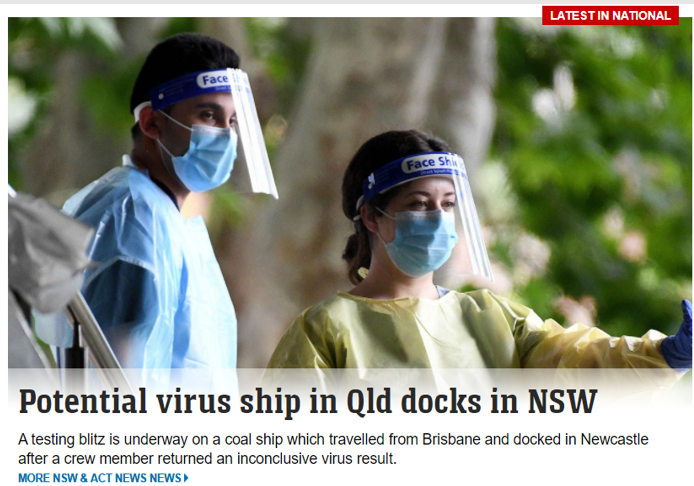 LATEST IN NATIONAL
Face
Face Shi
Potential virus ship in Qld docks in NSW
A testing blitz is underway on a coal ship which travelled from Brisbane and docked in Newcastle
after a crew member returned an inconclusive virus result.
MORE NSW & ACT NEWS NEWS